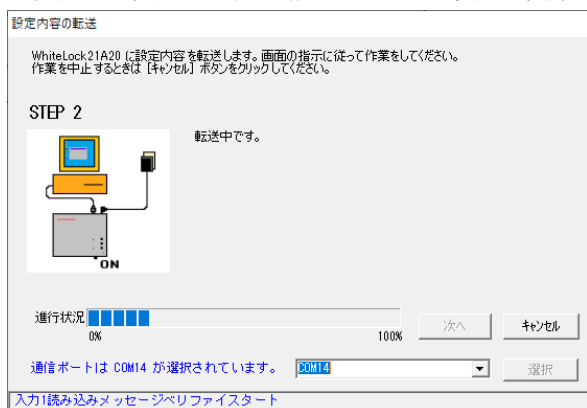 設定内容の転送
WhiteLock21A20 に設定内容を転送します。画面の指示に従って作業をしてください。
作業を中止するときは [キャンセル] ボタンをクリックしてください。
STEP 2
転送中です。
ON
進行状況
0%
100%
次へ
キャンセル
通信ポートは COM14 が選択されています。
COM14
選択
入力1読み込みメッセージベリファイスタート